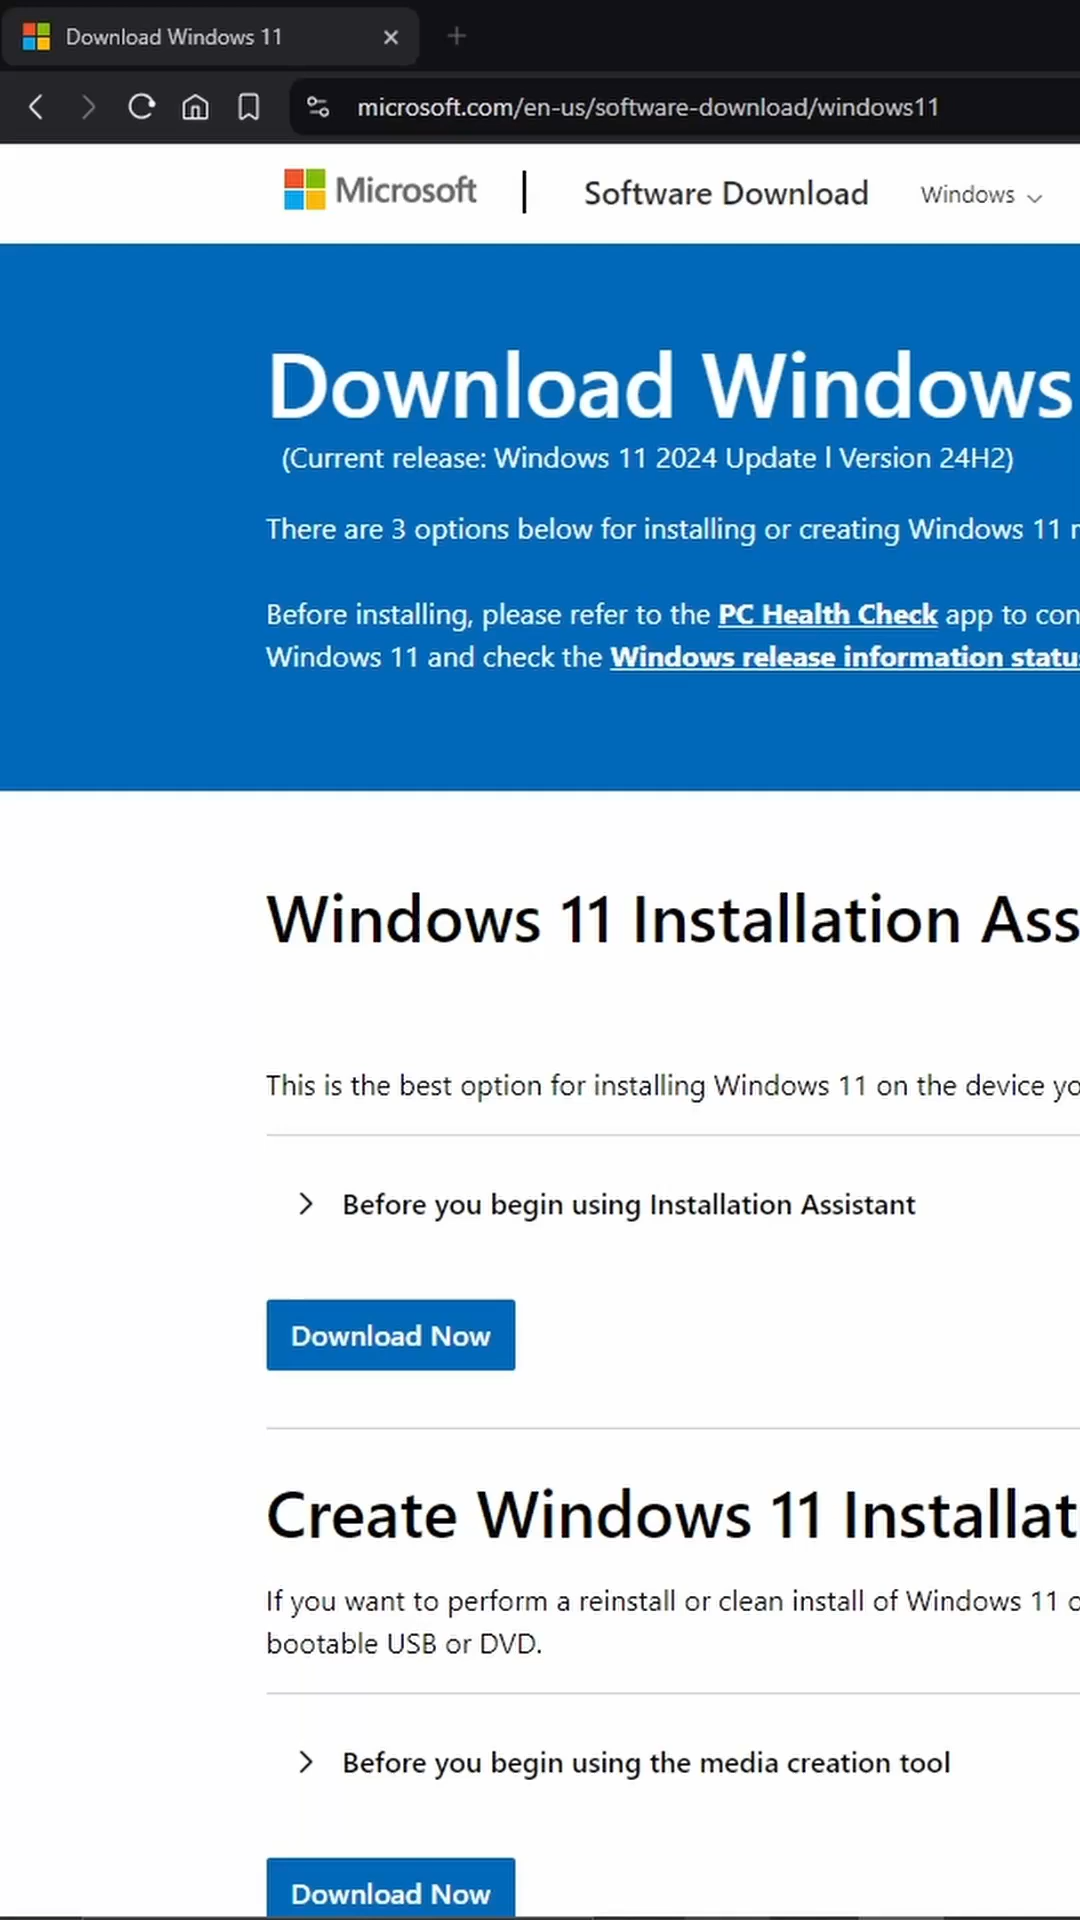 Download Windows 11
microsoft.com/en-us/software-download/windows11
Microsoft
Software Download
Windows
Download Windows
(Current release: Windows 11 2024 Update l Version 24H2)
There are 3 options below for installing or creating Windows 11
Before installing, please refer to the PC Health Check app to con
Windows 11 and check the Windows release information statu
Windows 11 Installation Ass
This is the best option for installing Windows 11 on the device yo
Before you begin using Installation Assistant
Download Now
Create Windows 11 Installat
If you want to perform a reinstall or clean install of Windows 11 o
bootable USB or DVD.
Before you begin using the media creation tool
Download Now